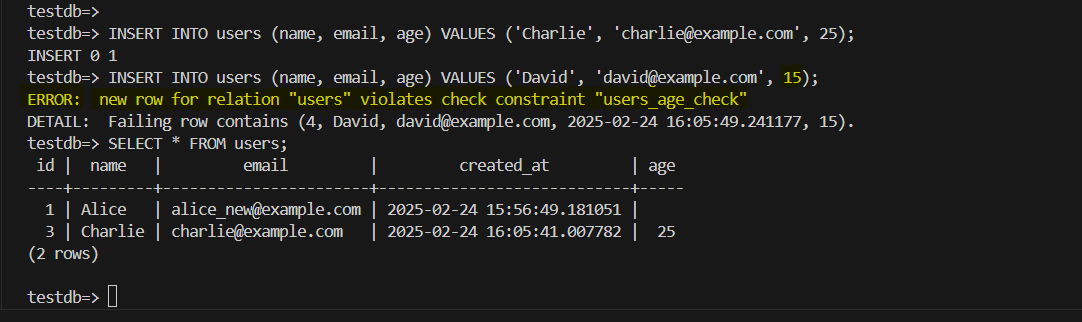 testdb=>
testdb=> INSERT INTO users (name, email, age) VALUES ('Charlie', 'charlie@example.com', 25);
INSERT 0 1
testdb=> INSERT INTO users (name, email, age) VALUES ('David', 'david@example.com', 15);
ERROR:  new row for relation "users" violates check constraint "users_age_check"
DETAIL:  Failing row contains (4, David, david@example.com, 2025-02-24 16:05:49.241177, 15).
testdb=> SELECT * FROM users;
 id |  name   |         email         |         created_at         | age
----+---------+-----------------------+----------------------------+-----
  1 | Alice   | alice_new@example.com | 2025-02-24 15:56:49.181051 |
  3 | Charlie | charlie@example.com   | 2025-02-24 16:05:41.007782 |  25
(2 rows)
testdb=>